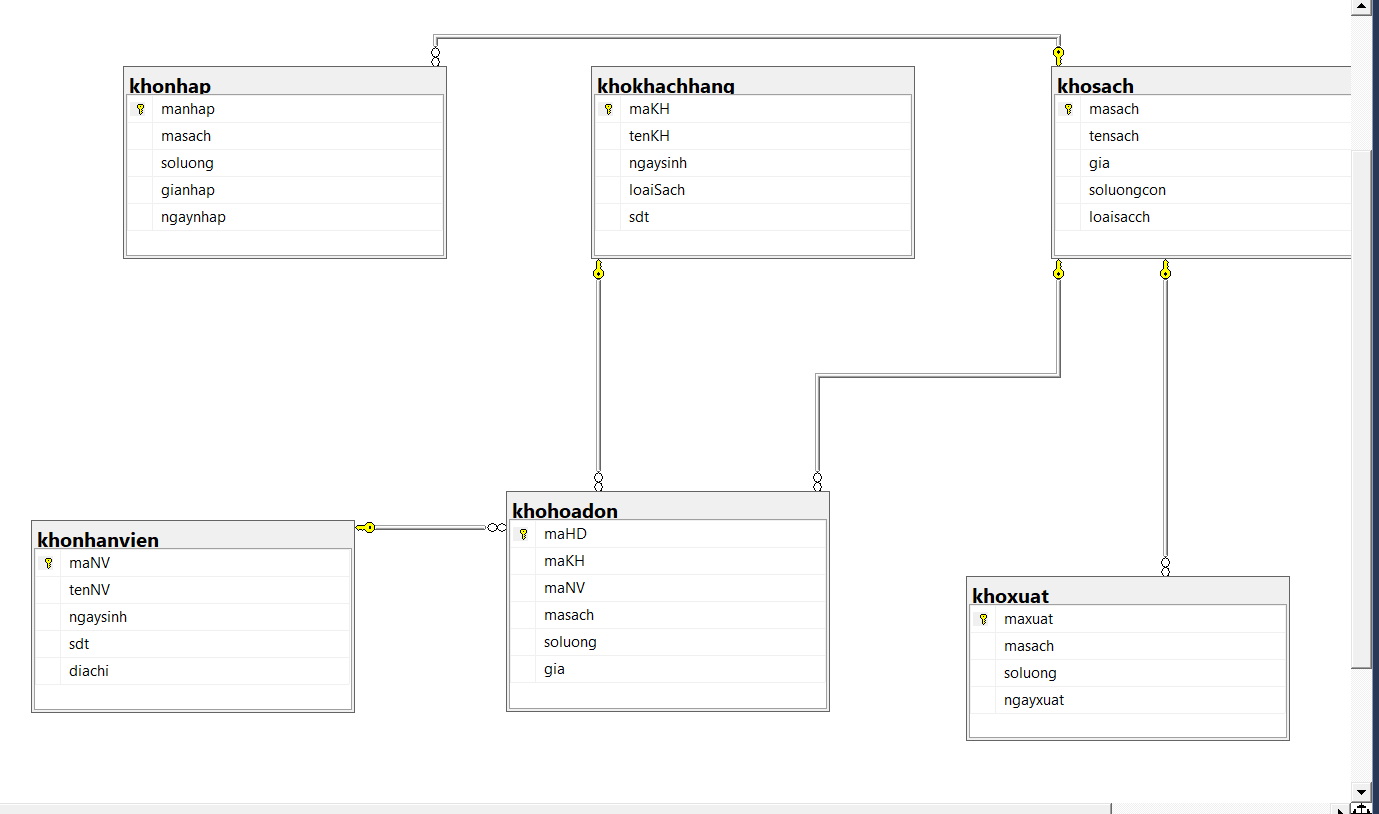 khonhap
manhap
masach
soluong
gianhap
ngaynhap
khokhachhang
maKH
tenKH
ngaysinh
loaiSach
sdt
khosach
masach
tensach
gia
soluongcon
loaisacch
khonhanvien
maNV
tenNV
ngaysinh
sdt
diachi
khohoadon
maHD
maKH
maNV
masach
soluong
gia
khoxuat
maxuat
masach
soluong
ngayxuat